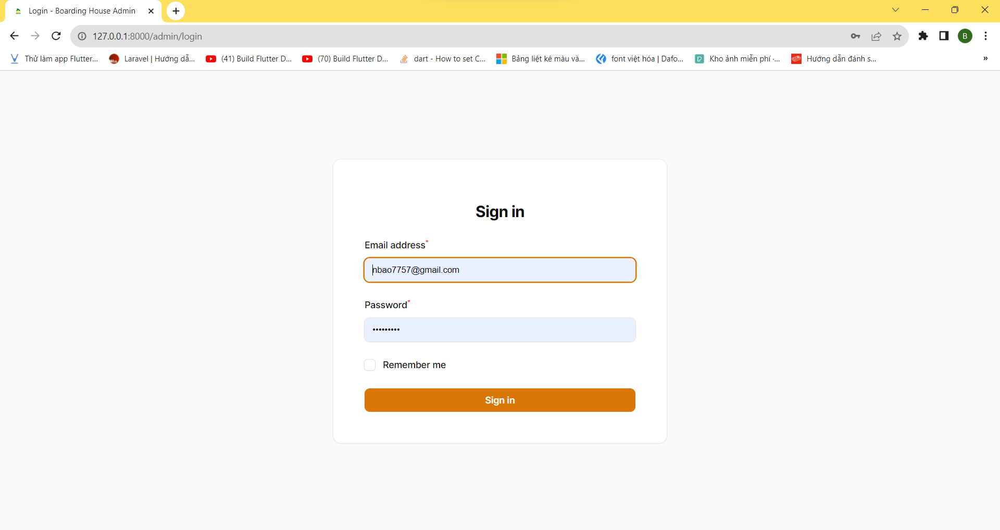 Login - Boarding House Admin
127.0.0.1:8000/admin/login
B
Thử làm app Flutter...
Laravel | Hướng dẫ...
(41) Build Flutter D...
(70) Build Flutter D...
dart - How to set C...
Bảng liệt kê màu và...
font việt hóa | Dafo...
Kho ảnh miễn phí ·...
Hướng dẫn đánh s...
»
Sign in
Email address*
nbao7757@gmail.com
Password*
•••••••••
Remember me
Sign in